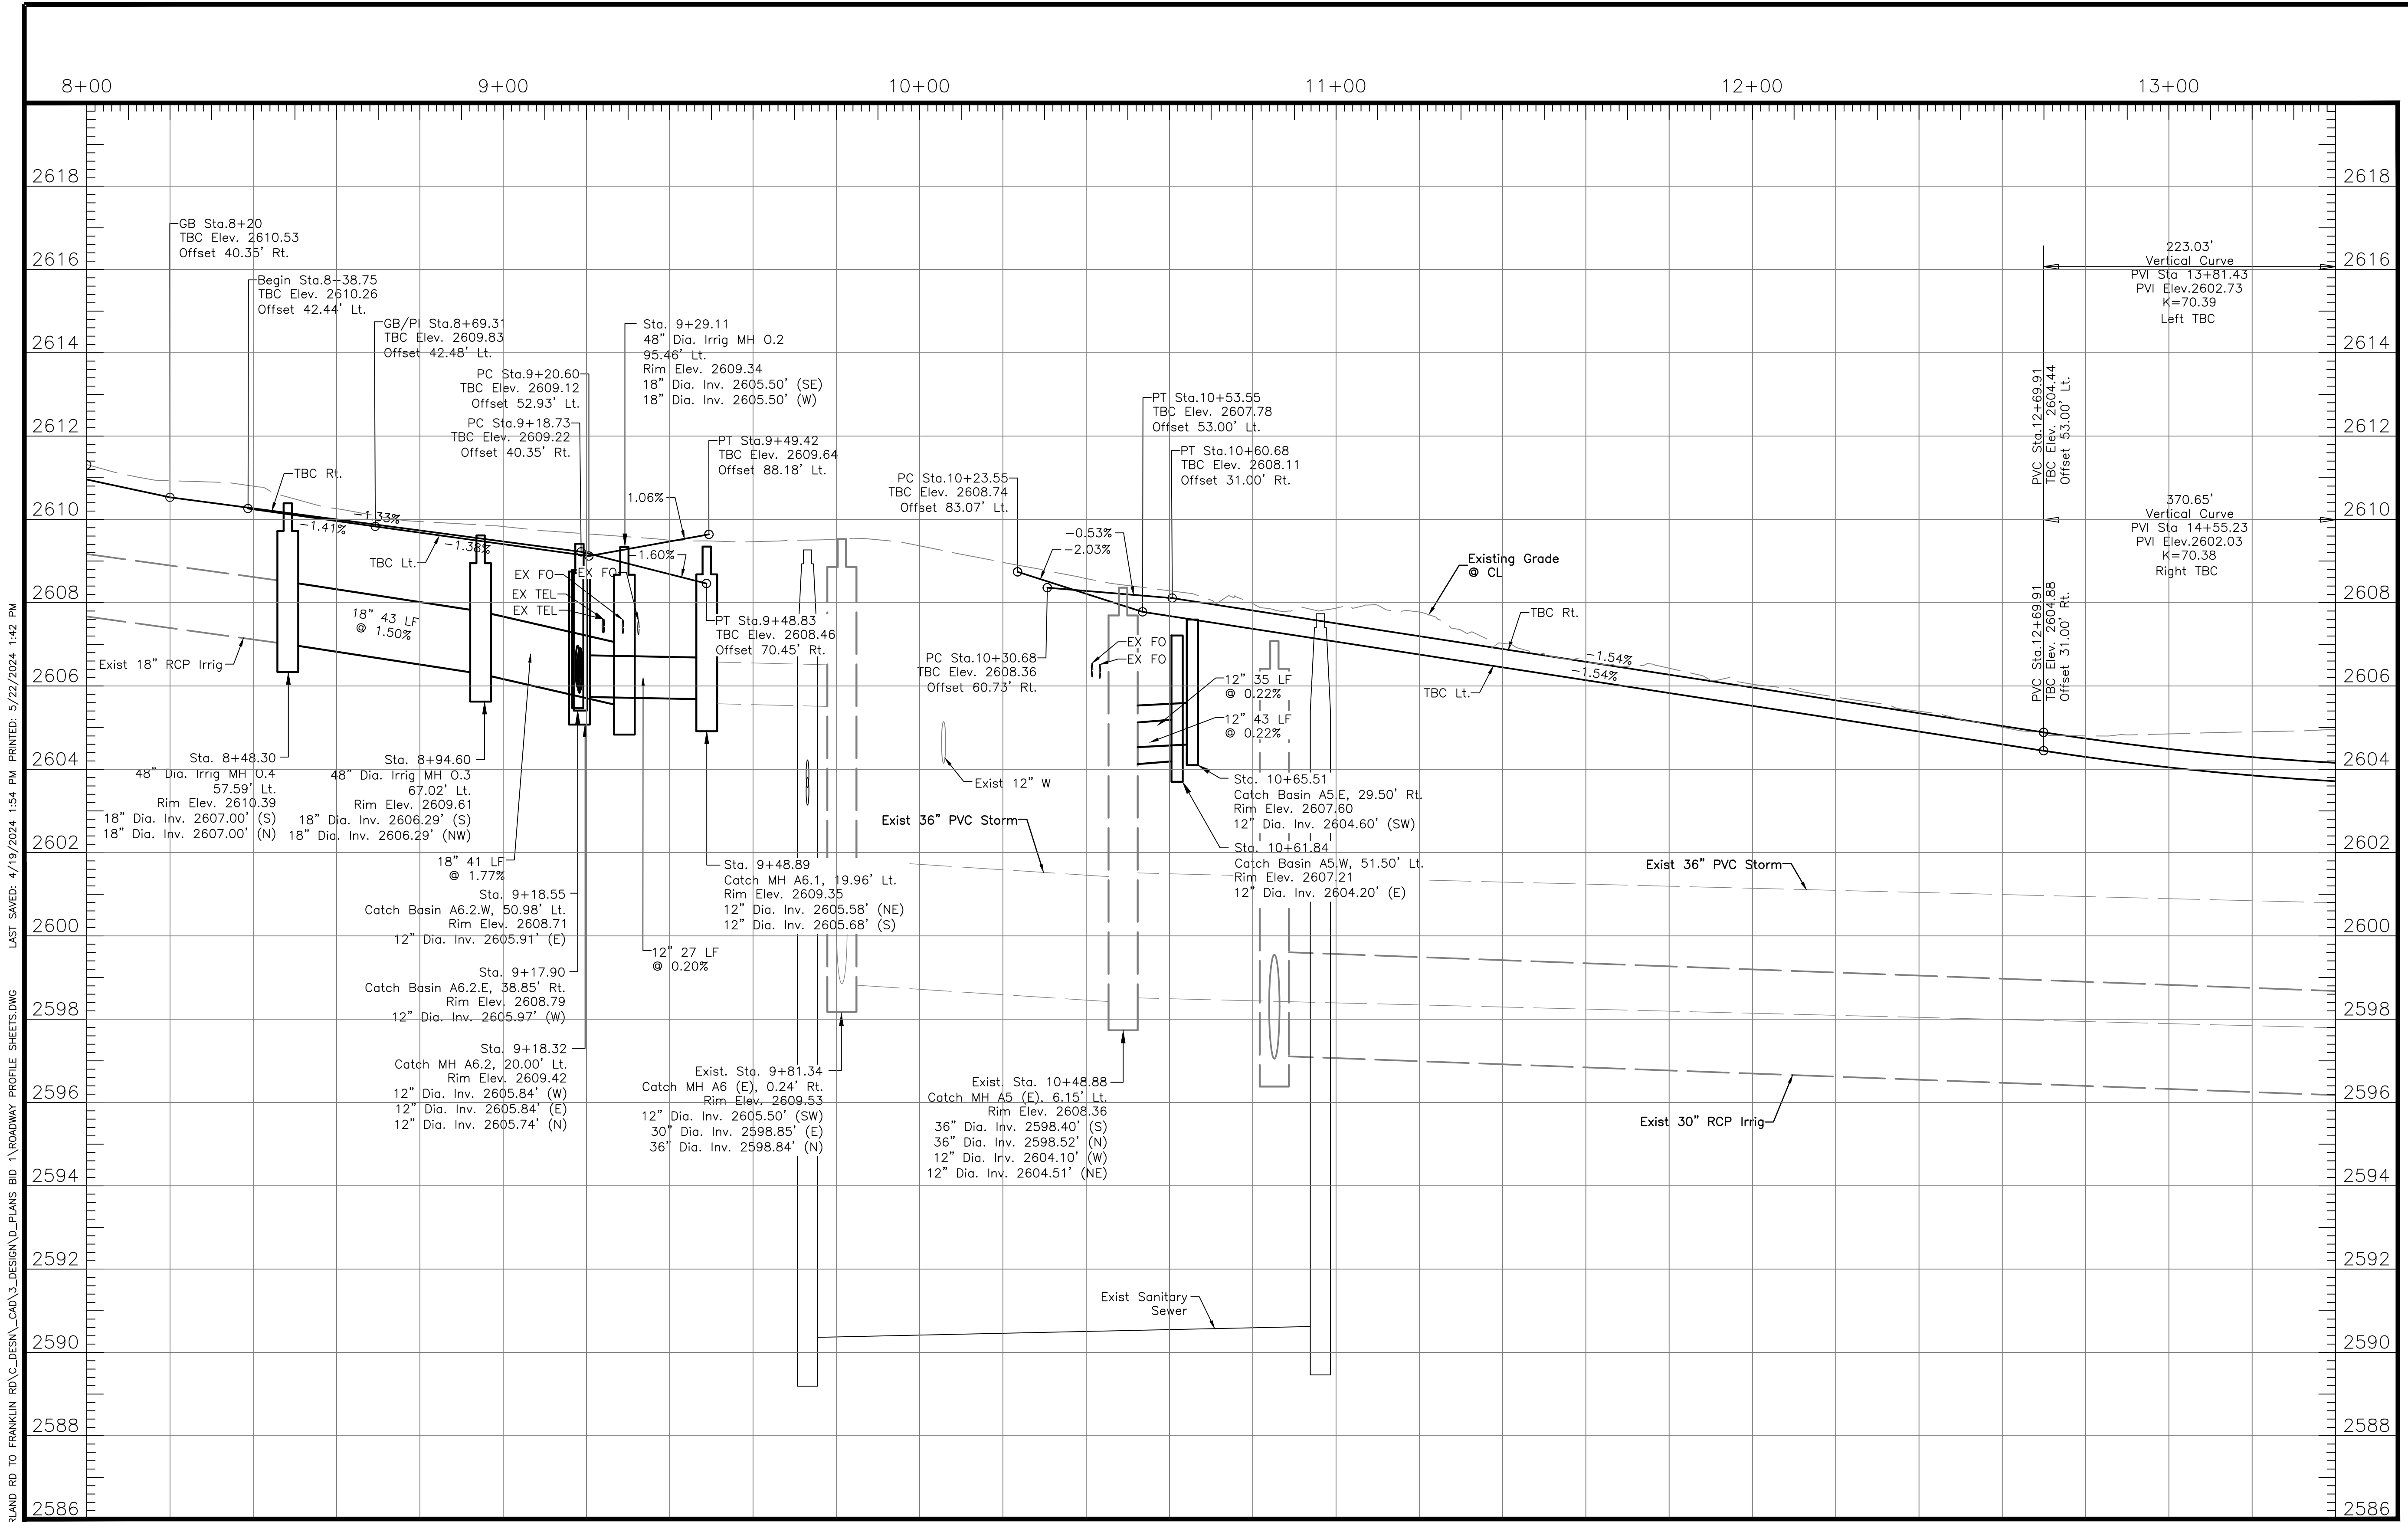 8+00 9+00 10+00 11+00 12+00 13+00
2618
2616
2614
2612
2610
2608
2606
2604
2602
2600
2598
2596
2594
2592
2590
2588
2586
GB Sta.8+20
TBC Elev. 2610.53
Offset 40.35' Rt.
Begin Sta.8-38.75
TBC Elev. 2610.26
Offset 42.44' Lt.
GB/PI Sta.8+69.31
TBC Elev. 2609.83
Offset 42.48' Lt.
PC Sta.9+20.60
TBC Elev. 2609.12
Offset 52.93' Lt.
PC Sta.9+18.73
TBC Elev. 2609.22
Offset 40.35' Rt.
Sta. 9+29.11
48" Dia. Irrig MH 0.2
95.46' Lt.
Rim Elev. 2609.34
18" Dia. Inv. 2605.50' (SE)
18" Dia. Inv. 2605.50' (W)
PT Sta.9+49.42
TBC Elev. 2609.64
Offset 88.18' Lt.
TBC Rt.
-1.33%
-1.41%
-1.38%
TBC Lt.
1.06%
-1.60%
EX FO
EX FO
EX TEL
EX TEL
18" 43 LF
@ 1.50%
Exist 18" RCP Irrig
PT Sta.9+48.83
TBC Elev. 2608.46
Offset 70.45' Rt.
Sta. 8+48.30
48" Dia. Irrig MH 0.4
57.59' Lt.
Rim Elev. 2610.39
18" Dia. Inv. 2607.00' (S)
18" Dia. Inv. 2607.00' (N)
Sta. 8+94.60
48" Dia. Irrig MH 0.3
67.02' Lt.
Rim Elev. 2609.61
18" Dia. Inv. 2606.29' (S)
18" Dia. Inv. 2606.29' (NW)
18" 41 LF
@ 1.77%
Sta. 9+18.55
Catch Basin A6.2.W, 50.98' Lt.
Rim Elev. 2608.71
12" Dia. Inv. 2605.91' (E)
Sta. 9+17.90
Catch Basin A6.2.E, 38.85' Rt.
Rim Elev. 2608.79
12" Dia. Inv. 2605.97' (W)
Sta. 9+18.32
Catch MH A6.2, 20.00' Lt.
Rim Elev. 2609.42
12" Dia. Inv. 2605.84' (W)
12" Dia. Inv. 2605.84' (E)
12" Dia. Inv. 2605.74' (N)
Sta. 9+48.89
Catch MH A6.1, 19.96' Lt.
Rim Elev. 2609.35
12" Dia. Inv. 2605.58' (NE)
12" Dia. Inv. 2605.68' (S)
12" 27 LF
@ 0.20%
Exist. Sta. 9+81.34
Catch MH A6 (E), 0.24' Rt.
Rim Elev. 2609.53
12" Dia. Inv. 2605.50' (SW)
30" Dia. Inv. 2598.85' (E)
36" Dia. Inv. 2598.84' (N)
PC Sta.10+23.55
TBC Elev. 2608.74
Offset 83.07' Lt.
PT Sta.10+53.55
TBC Elev. 2607.78
Offset 53.00' Lt.
PT Sta.10+60.68
TBC Elev. 2608.11
Offset 31.00' Rt.
-0.53%
-2.03%
EX FO
EX FO
PC Sta.10+30.68
TBC Elev. 2608.36
Offset 60.73' Rt.
12" 35 LF
@ 0.22%
12" 43 LF
@ 0.22%
Exist 12" W
Sta. 10+65.51
Catch Basin A5.E, 29.50' Rt.
Rim Elev. 2607.60
12" Dia. Inv. 2604.60' (SW)
Sta. 10+61.84
Catch Basin A5.W, 51.50' Lt.
Rim Elev. 2607.21
12" Dia. Inv. 2604.20' (E)
Exist 36" PVC Storm
Exist. Sta. 10+48.88
Catch MH A5 (E), 6.15' Lt.
Rim Elev. 2608.36
36" Dia. Inv. 2598.40' (S)
36" Dia. Inv. 2598.52' (N)
12" Dia. Inv. 2604.10' (W)
12" Dia. Inv. 2604.51' (NE)
Exist Sanitary
Sewer
Existing Grade
@ CL
TBC Rt.
-1.54%
-1.54%
TBC Lt.
Exist 36" PVC Storm
Exist 30" RCP Irrig
223.03'
Vertical Curve
PVI Sta 13+81.43
PVI Elev.2602.73
K=70.39
Left TBC
PVC Sta.12+69.91
TBC Elev. 2604.44
Offset 53.00' Lt.
370.65'
Vertical Curve
PVI Sta 14+55.23
PVI Elev.2602.03
K=70.38
Right TBC
PVC Sta.12+69.91
TBC Elev. 2604.88
Offset 31.00' Rt.
2618
2616
2614
2612
2610
2608
2606
2604
2602
2600
2598
2596
2594
2592
2590
2588
2586
RLAND RD TO FRANKLIN RD\C_DESN\_CAD\3_DESIGN\D_PLANS BID 1\ROADWAY PROFILE SHEETS.DWG LAST SAVED: 4/19/2024 1:54 PM PRINTED: 5/22/2024 1:42 PM